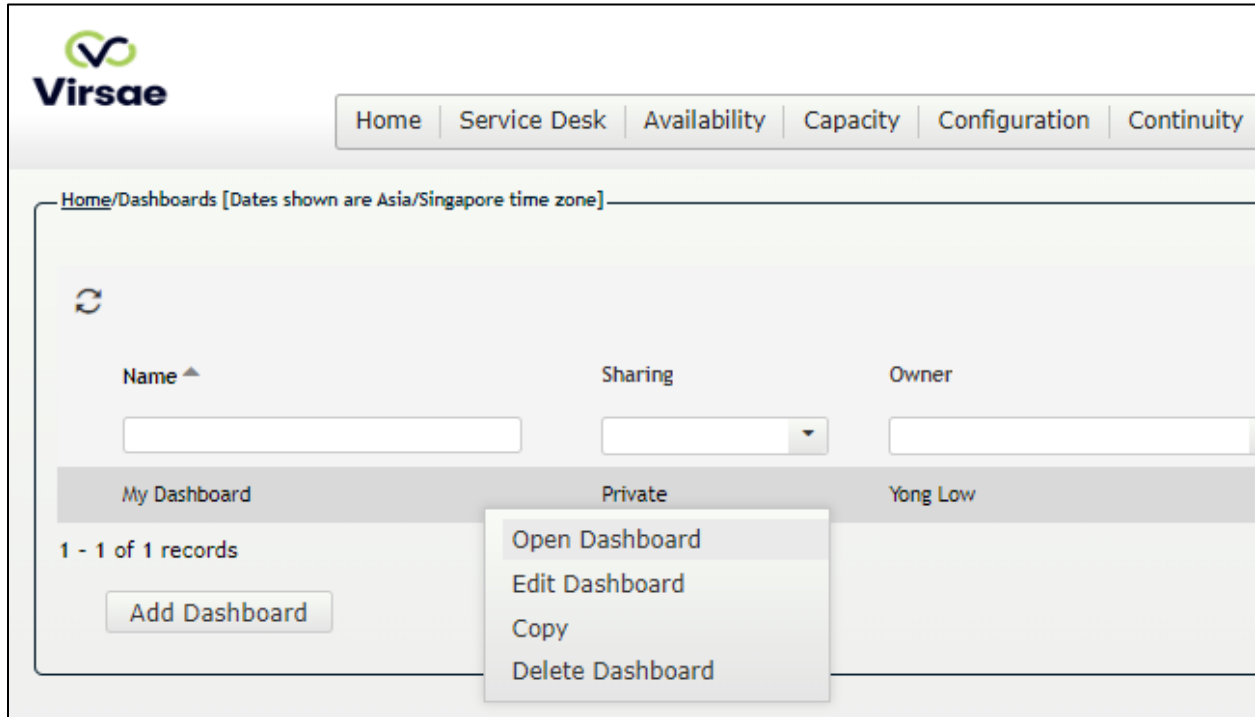 Virsae
Home Service Desk Availability Capacity Configuration Continuity
Home/Dashboards [Dates shown are Asia/Singapore time zone]
Name Sharing Owner
My Dashboard Private Yong Low
1 - 1 of 1 records
Open Dashboard
Edit Dashboard
Add Dashboard
Copy
Delete Dashboard